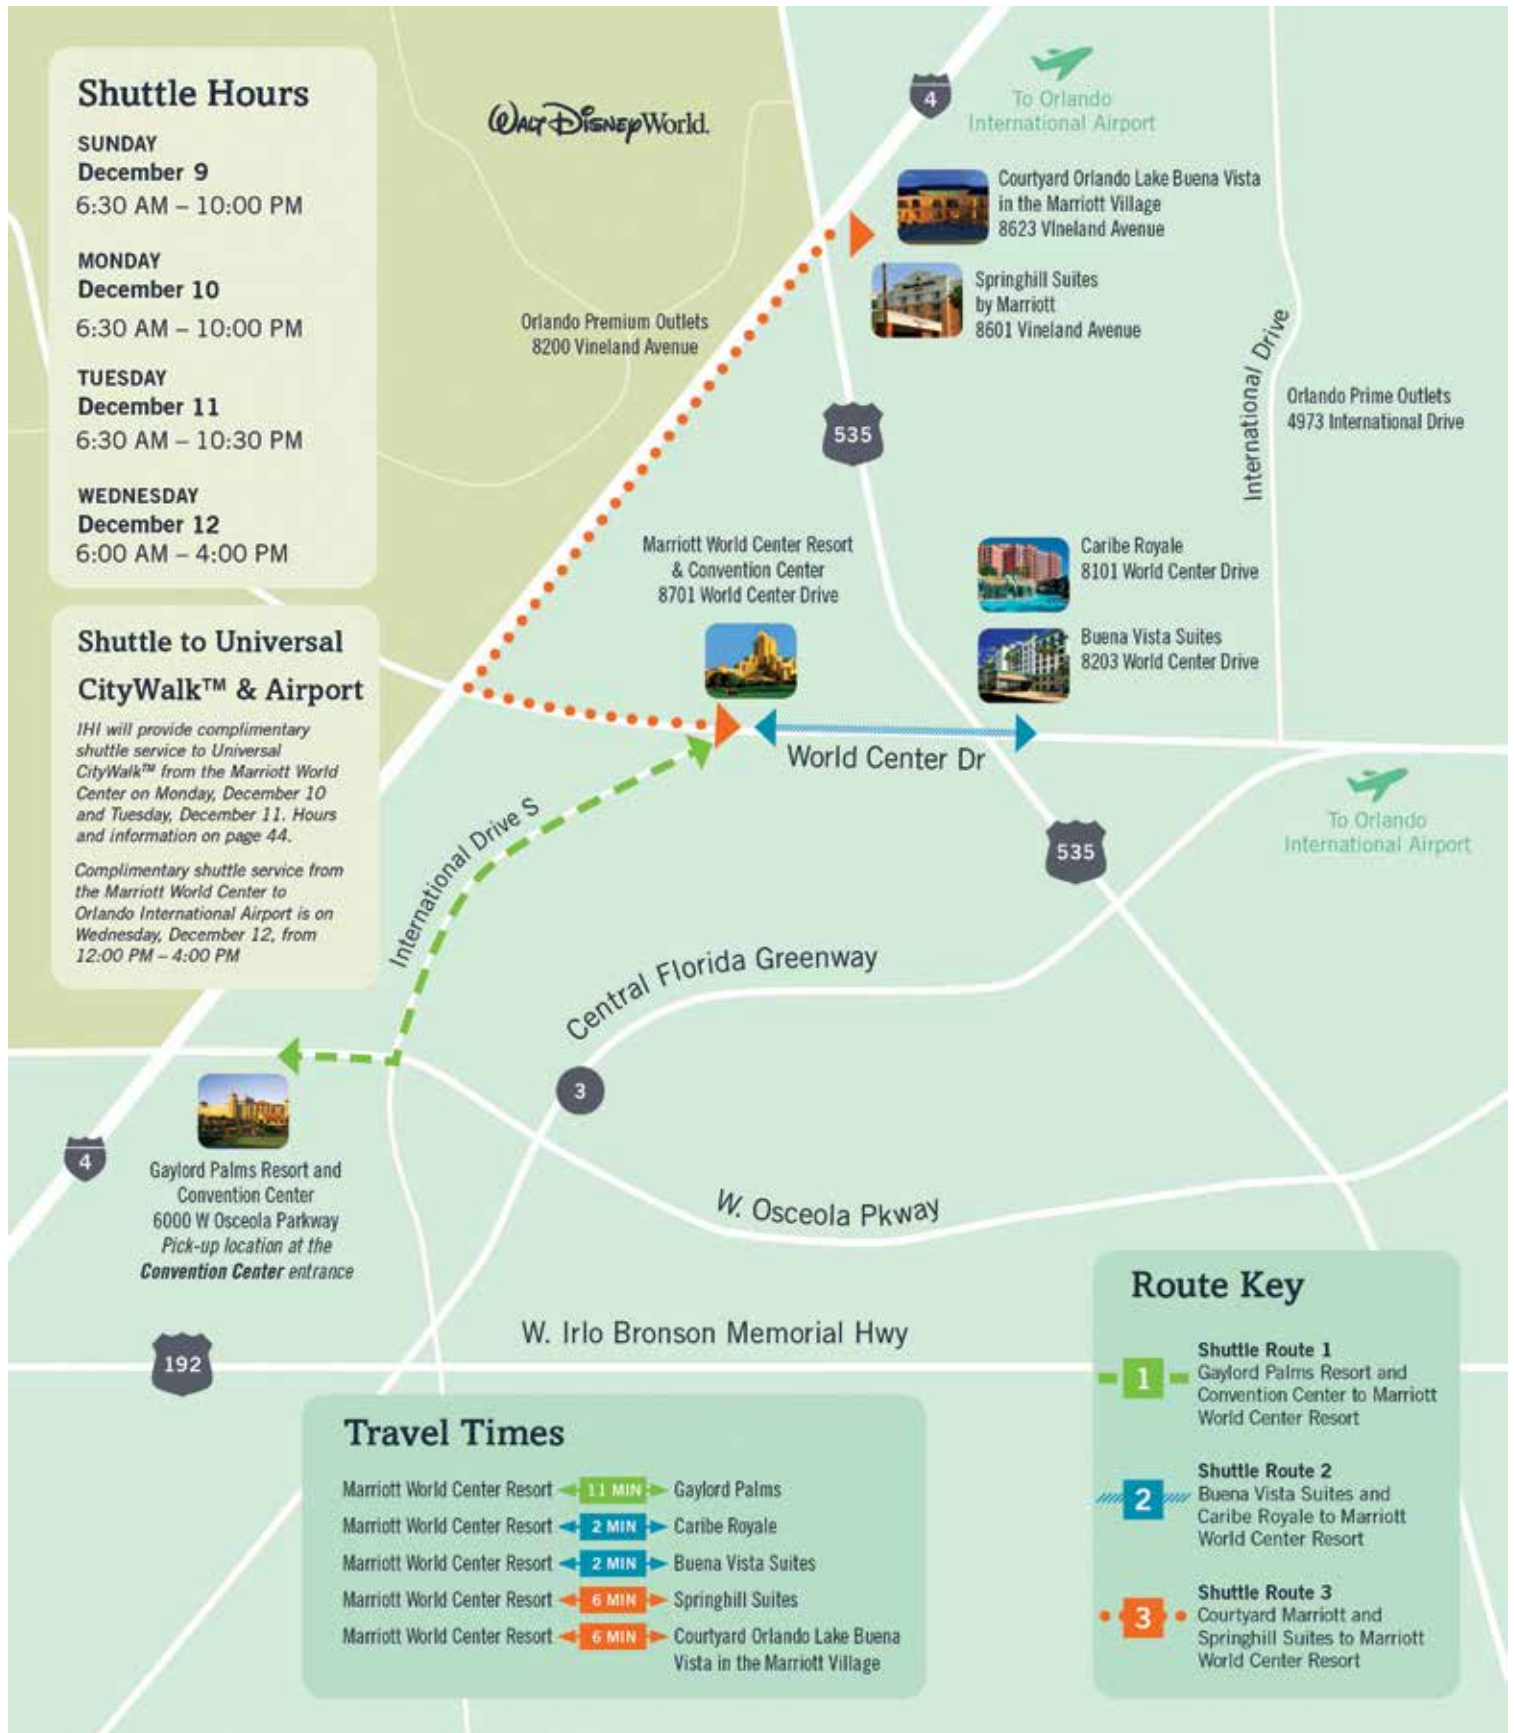 Shuttle Hours
SUNDAY
December 9
6:30 AM – 10:00 PM
MONDAY
December 10
6:30 AM – 10:00 PM
TUESDAY
December 11
6:30 AM – 10:30 PM
WEDNESDAY
December 12
6:00 AM – 4:00 PM
Shuttle to Universal
CityWalk™ & Airport
IHI will provide complimentary
shuttle service to Universal
CityWalk™ from the Marriott World
Center on Monday, December 10
and Tuesday, December 11. Hours
and information on page 44.
Complimentary shuttle service from
the Marriott World Center to
Orlando International Airport is on
Wednesday, December 12, from
12:00 PM – 4:00 PM
WALT DISNEY World.
4
To Orlando
International Airport
Courtyard Orlando Lake Buena Vista
in the Marriott Village
8623 VIneland Avenue
Springhill Suites
by Marriott
8601 Vineland Avenue
Orlando Premium Outlets
8200 Vineland Avenue
International Drive
Orlando Prime Outlets
4973 International Drive
535
Marriott World Center Resort
& Convention Center
8701 World Center Drive
Caribe Royale
8101 World Center Drive
Buena Vista Suites
8203 World Center Drive
World Center Dr
International Drive S
535
To Orlando
International Airport
Central Florida Greenway
3
4
Gaylord Palms Resort and
Convention Center
6000 W Osceola Parkway
Pick-up location at the
Convention Center entrance
W. Osceola Pkway
W. Irlo Bronson Memorial Hwy
192
Travel Times
Marriott World Center Resort 11 MIN Gaylord Palms
Marriott World Center Resort 2 MIN Caribe Royale
Marriott World Center Resort 2 MIN Buena Vista Suites
Marriott World Center Resort 6 MIN Springhill Suites
Marriott World Center Resort 6 MIN Courtyard Orlando Lake Buena
Vista in the Marriott Village
Route Key
Shuttle Route 1
1 Gaylord Palms Resort and
Convention Center to Marriott
World Center Resort
Shuttle Route 2
2 Buena Vista Suites and
Caribe Royale to Marriott
World Center Resort
Shuttle Route 3
3 Courtyard Marriott and
Springhill Suites to Marriott
World Center Resort